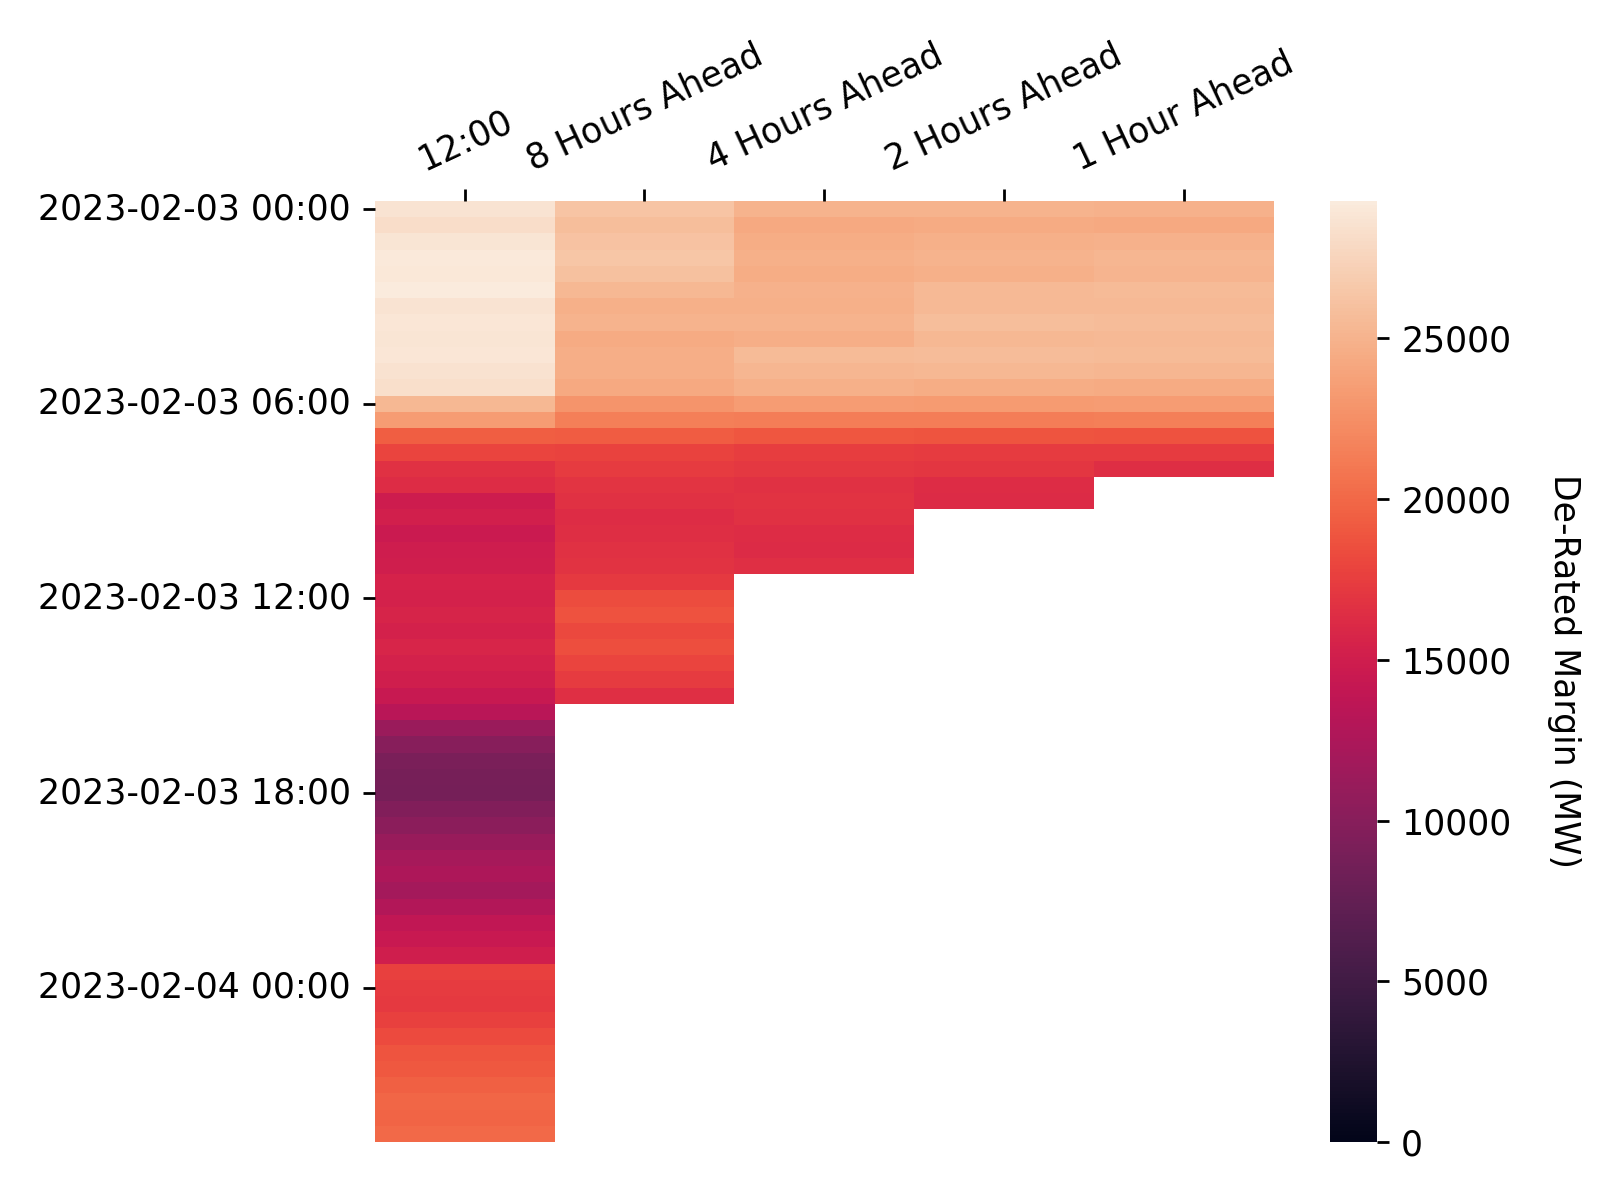 12:00
8 Hours Ahead
4 Hours Ahead
2 Hours Ahead
1 Hour Ahead
2023-02-03 00:00
2023-02-03 06:00
2023-02-03 12:00
2023-02-03 18:00
2023-02-04 00:00
25000
20000
15000
10000
5000
0
De-Rated Margin (MW)